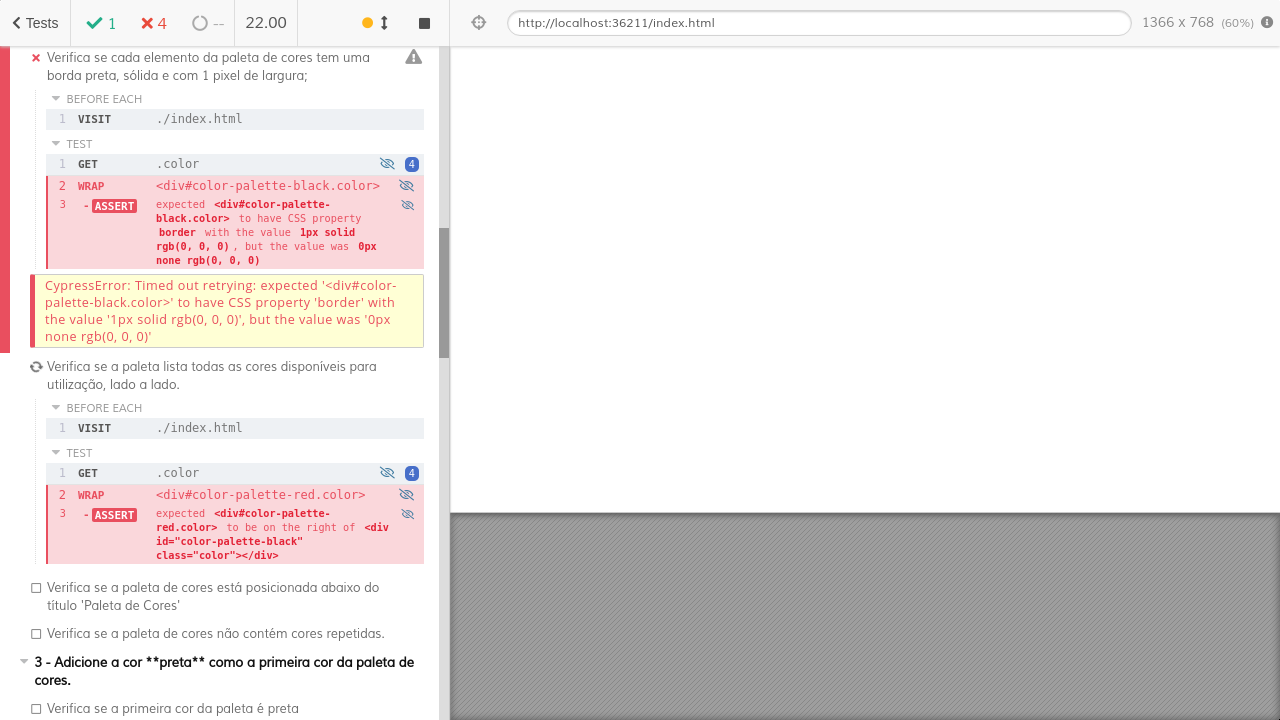 Tests
1
4
--
22.00
http://localhost:36211/index.html
1366 x 768 (60%)
Verifica se cada elemento da paleta de cores tem uma
borda preta, sólida e com 1 pixel de largura;
BEFORE EACH
1 VISIT ./index.html
TEST
1 GET .color 4
2 WRAP <div#color-palette-black.color>
3 - ASSERT expected <div#color-palette-
black.color> to have CSS property
border with the value 1px solid
rgb(0, 0, 0), but the value was 0px
none rgb(0, 0, 0)
CypressError: Timed out retrying: expected '<div#color-
palette-black.color>' to have CSS property 'border' with
the value '1px solid rgb(0, 0, 0)', but the value was '0px
none rgb(0, 0, 0)'
Verifica se a paleta lista todas as cores disponíveis para
utilização, lado a lado.
BEFORE EACH
1 VISIT ./index.html
TEST
1 GET .color 4
2 WRAP <div#color-palette-red.color>
3 - ASSERT expected <div#color-palette-
red.color> to be on the right of <div
id="color-palette-black"
class="color"></div>
Verifica se a paleta de cores está posicionada abaixo do
título 'Paleta de Cores'
Verifica se a paleta de cores não contém cores repetidas.
3 - Adicione a cor **preta** como a primeira cor da paleta de
cores.
Verifica se a primeira cor da paleta é preta